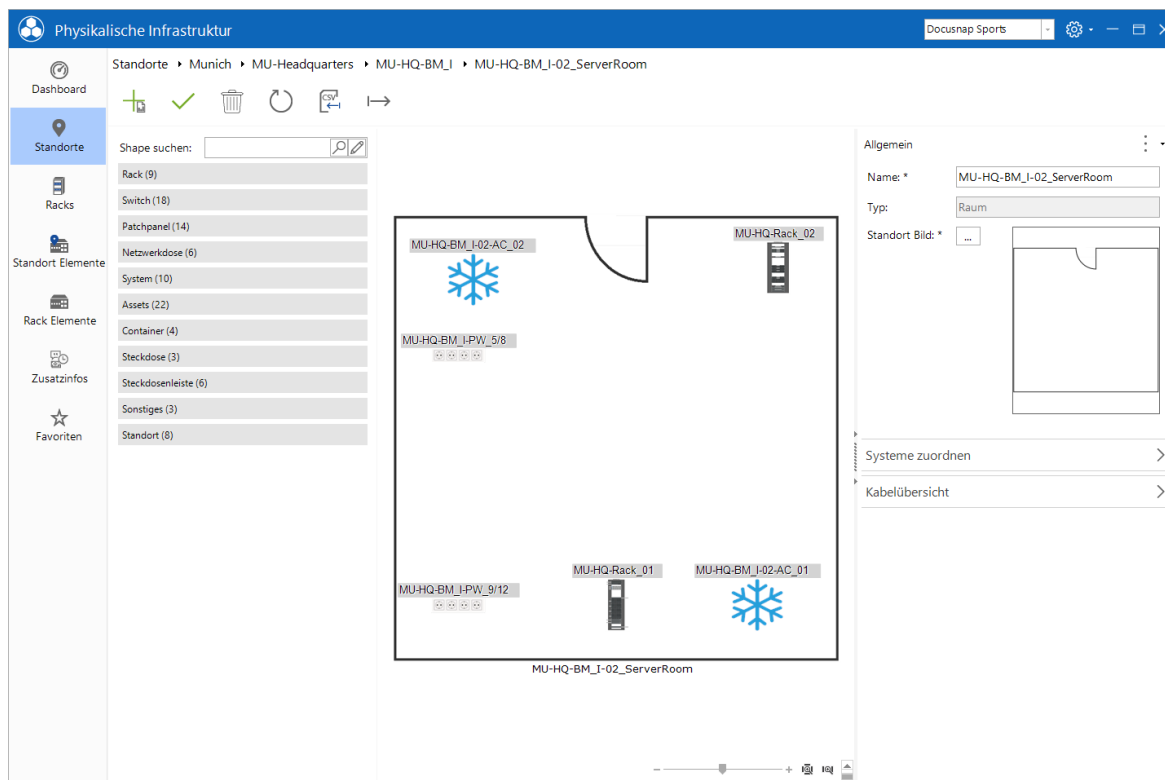 Physikalische Infrastruktur
Docusnap Sports
Dashboard
Standorte
Racks
Standort Elemente
Rack Elemente
Zusatzinfos
Favoriten
Standorte Munich MU-Headquarters MU-HQ-BM_I MU-HQ-BM_I-02_ServerRoom
CSV
Shape suchen:
Rack (9)
Switch (18)
Patchpanel (14)
Netzwerkdose (6)
System (10)
Assets (22)
Container (4)
Steckdose (3)
Steckdosenleiste (6)
Sonstiges (3)
Standort (8)
MU-HQ-BM_I-02-AC_02
MU-HQ-Rack_02
MU-HQ-BM_I-PW_5/8
MU-HQ-Rack_01
MU-HQ-BM_I-02-AC_01
MU-HQ-BM_I-PW_9/12
MU-HQ-BM_I-02_ServerRoom
Allgemein
Name: * MU-HQ-BM_I-02_ServerRoom
Typ: Raum
Standort Bild: * ...
Systeme zuordnen
Kabelübersicht